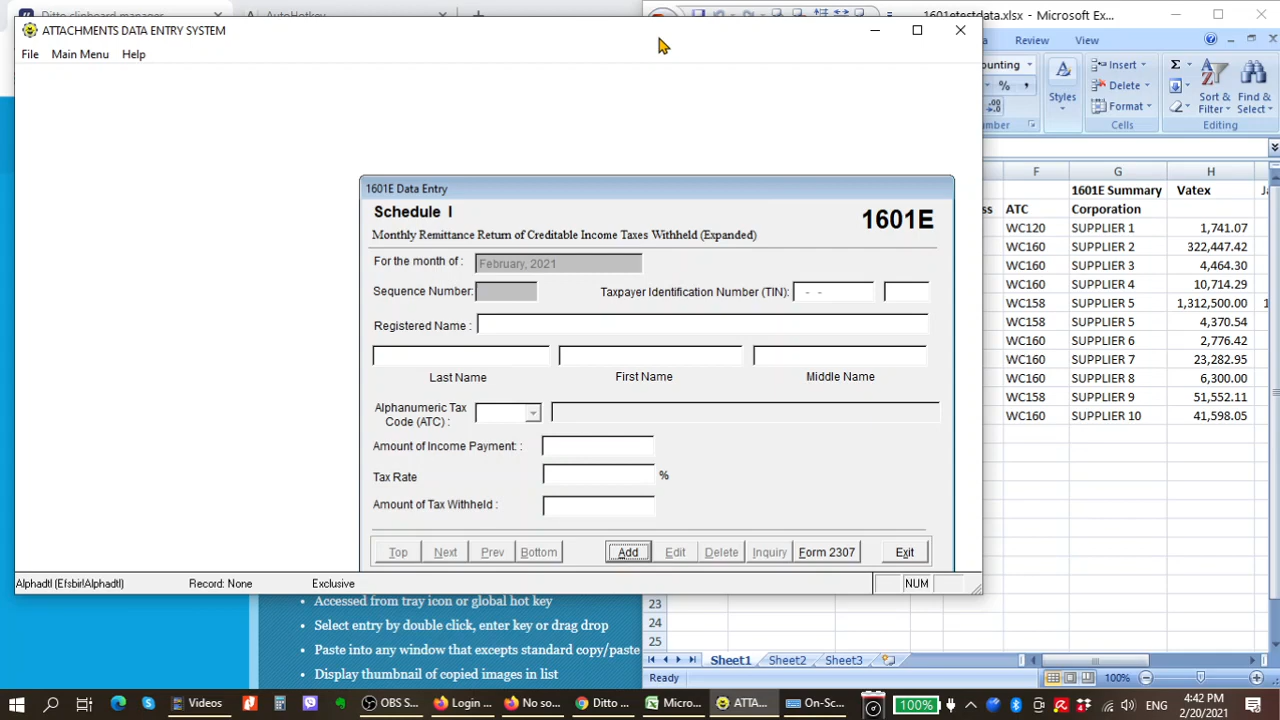 Ditto clipboard manager
AutoHotkey
1601etestdata.xlsx - Microsoft Ex...
ATTACHMENTS DATA ENTRY SYSTEM
File Main Menu Help
Review View
Insert
Delete
Format
Styles
Sort & Filter
Find & Select
Cells
Editing
F G H
1601E Summary Vatex
ss ATC Corporation
WC120 SUPPLIER 1 1,741.07
WC160 SUPPLIER 2 322,447.42
WC160 SUPPLIER 3 4,464.30
WC160 SUPPLIER 4 10,714.29
WC158 SUPPLIER 5 1,312,500.00
WC158 SUPPLIER 5 4,370.54
WC160 SUPPLIER 6 2,776.42
WC160 SUPPLIER 7 23,282.95
WC160 SUPPLIER 8 6,300.00
WC158 SUPPLIER 9 51,552.11
WC160 SUPPLIER 10 41,598.05
1601E Data Entry
Schedule I
1601E
Monthly Remittance Return of Creditable Income Taxes Withheld (Expanded)
For the month of : February, 2021
Sequence Number: Taxpayer Identification Number (TIN): - -
Registered Name :
Last Name First Name Middle Name
Alphanumeric Tax
Code (ATC) :
Amount of Income Payment: :
Tax Rate %
Amount of Tax Withheld :
Top Next Prev Bottom Add Edit Delete Inquiry Form 2307 Exit
Alphadtl (Efsbir!Alphadtl) Record: None Exclusive NUM
Accessed from tray icon or global hot key
Select entry by double click, enter key or drag drop
Paste into any window that excepts standard copy/paste
Display thumbnail of copied images in list
23
24
25
Sheet1 Sheet2 Sheet3
Ready 100%
Videos OBS S... Login ... No so... Ditto ... Micro... ATTA... On-Sc... 100% ENG
4:42 PM
2/20/2021